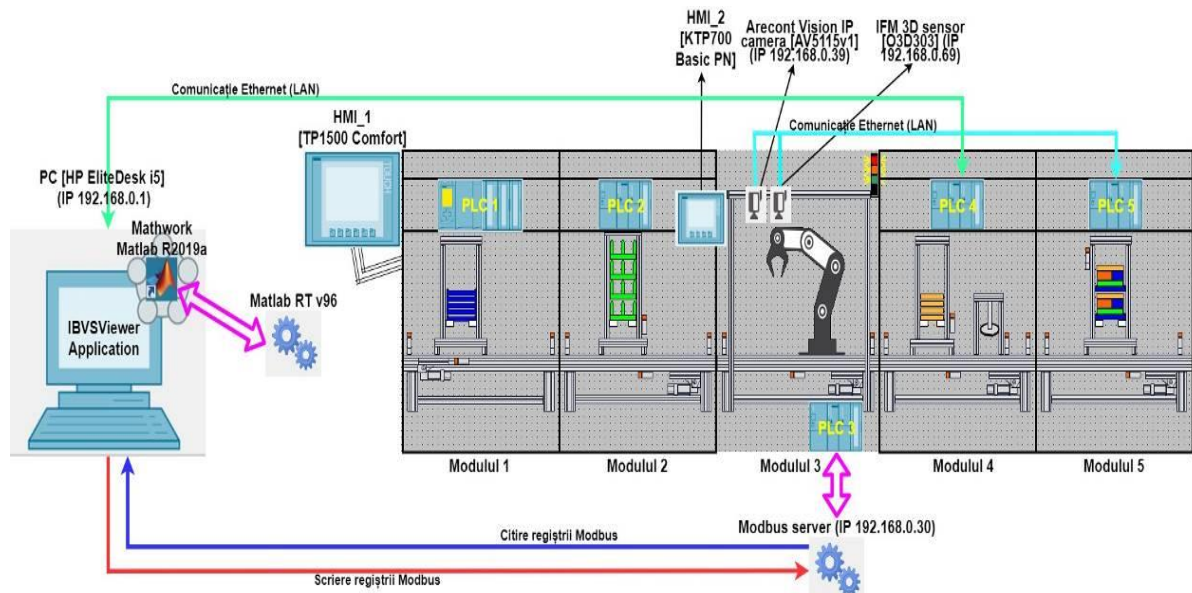 HMI_2
[KTP700
Basic PN]
Arecont Vision IP
camera [AV5115v1]
(IP 192.168.0.39)
IFM 3D sensor
[O3D303] (IP
192.168.0.69)
Comunicație Ethernet (LAN)
HMI_1
[TP1500 Comfort]
Comunicație Ethernet (LAN)
PC [HP EliteDesk i5]
(IP 192.168.0.1)
Mathwork
Matlab R2019a
PLC 1
PLC 2
PLC 4
PLC 5
Matlab RT v96
IBVSViewer
Application
PLC 3
Modulul 1
Modulul 2
Modulul 3
Modulul 4
Modulul 5
Modbus server (IP 192.168.0.30)
Citire regiștrii Modbus
Scriere regiștrii Modbus